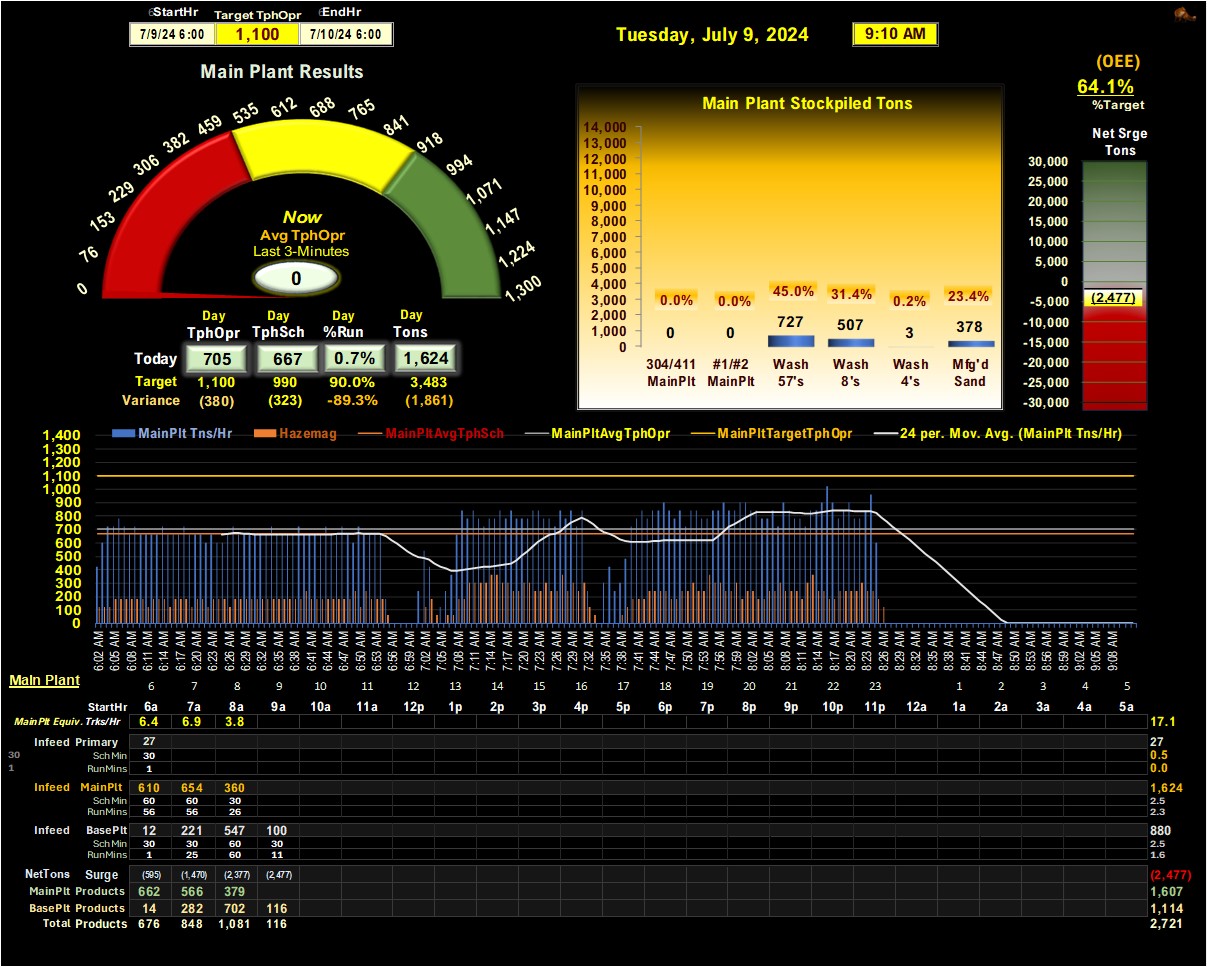 StartHr Target TphOpr EndHr
7/9/24 6:00 1,100 7/10/24 6:00
Tuesday, July 9, 2024 9:10 AM
Main Plant Results
0 76 153 229 306 382 459 535 612 688 765 841 918 994 1,071 1,147 1,224 1,300
Now
Avg TphOpr
Last 3-Minutes
0
Day Day Day Day
TphOpr TphSch %Run Tons
Today 705 667 0.7% 1,624
Target 1,100 990 90.0% 3,483
Variance (380) (323) -89.3% (1,861)
Main Plant Stockpiled Tons
14,000
13,000
12,000
11,000
10,000
9,000
8,000
7,000
6,000
5,000
4,000
3,000
2,000
1,000
0
0.0% 0.0% 45.0% 31.4% 0.2% 23.4%
0 0 727 507 3 378
304/411 #1/#2 Wash Wash Wash Mfg'd
MainPlt MainPlt 57's 8's 4's Sand
(OEE)
64.1%
%Target
Net Srge
Tons
30,000
25,000
20,000
15,000
10,000
5,000
0
(2,477)
-5,000
-10,000
-15,000
-20,000
-25,000
-30,000
MainPlt Tns/Hr Hazemag MainPltAvgTphSch MainPltAvgTphOpr MainPltTargetTphOpr 24 per. Mov. Avg. (MainPlt Tns/Hr)
1,400
1,300
1,200
1,100
1,000
900
800
700
600
500
400
300
200
100
0
6:02 AM 6:05 AM 6:08 AM 6:11 AM 6:14 AM 6:17 AM 6:20 AM 6:23 AM 6:26 AM 6:29 AM 6:32 AM 6:35 AM 6:38 AM 6:41 AM 6:44 AM 6:47 AM 6:50 AM 6:53 AM 6:56 AM 6:59 AM 7:02 AM 7:05 AM 7:08 AM 7:11 AM 7:14 AM 7:17 AM 7:20 AM 7:23 AM 7:26 AM 7:29 AM 7:32 AM 7:35 AM 7:38 AM 7:41 AM 7:44 AM 7:47 AM 7:50 AM 7:53 AM 7:56 AM 7:59 AM 8:02 AM 8:05 AM 8:08 AM 8:11 AM 8:14 AM 8:17 AM 8:20 AM 8:23 AM 8:26 AM 8:29 AM 8:32 AM 8:35 AM 8:38 AM 8:41 AM 8:44 AM 8:47 AM 8:50 AM 8:53 AM 8:56 AM 8:59 AM 9:02 AM 9:05 AM 9:08 AM
Main Plant
6 7 8 9 10 11 12 13 14 15 16 17 18 19 20 21 22 23 1 2 3 4 5
StartHr 6a 7a 8a 9a 10a 11a 12p 1p 2p 3p 4p 5p 6p 7p 8p 9p 10p 11p 12a 1a 2a 3a 4a 5a
MainPlt Equiv. Trks/Hr 6.4 6.9 3.8 17.1
Infeed Primary 27 27
30 Sch Min 30 0.5
1 RunMins 1 0.0
Infeed MainPlt 610 654 360 1,624
Sch Min 60 60 30 2.5
RunMins 56 56 26 2.3
Infeed BasePlt 12 221 547 100 880
Sch Min 30 30 60 30 2.5
RunMins 1 25 60 11 1.6
NetTons Surge (595) (1,470) (2,377) (2,477) (2,477)
MainPlt Products 662 566 379 1,607
BasePlt Products 14 282 702 116 1,114
Total Products 676 848 1,081 116 2,721